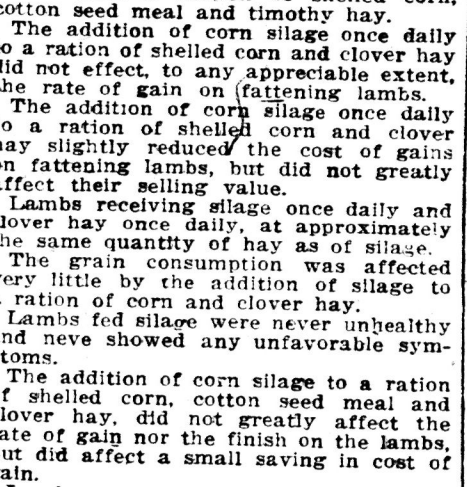 cotton seed meal and timothy hay.
The addition of corn silage once daily
o a ration of shelled corn and clover hay
did not effect, to any appreciable extent,
he rate of gain on fattening lambs.
The addition of corn silage once daily
o a ration of shelled corn and clover
hay slightly reduced the cost of gains
on fattening lambs, but did not greatly
affect their selling value.
Lambs receiving silage once daily and
lover hay once daily, at approximately
he same quantity of hay as of silage.
The grain consumption was affected
very little by the addition of silage to
ration of corn and clover hay.
Lambs fed silage were never unhealthy
nd neve showed any unfavorable sym-
toms.
The addition of corn silage to a ration
f shelled corn, cotton seed meal and
lover hay, did not greatly affect the
ate of gain nor the finish on the lambs,
ut did affect a small saving in cost of
ain.